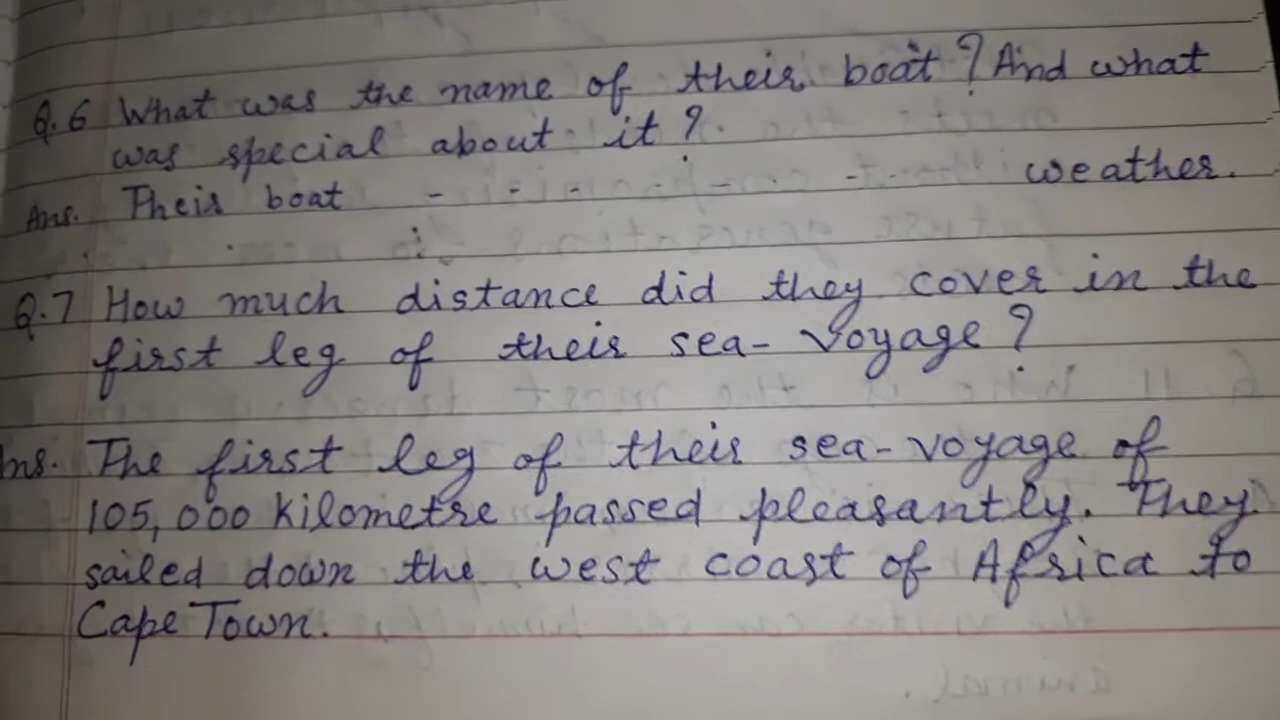 Q.6 What was the name of their boat? And what
was special about it?
Ans. Their boat - - - - - - - - weather.
Q.7 How much distance did they cover in the
first leg of their sea-voyage?
Ans. The first leg of their sea-voyage of
105,000 kilometre passed pleasantly. They
sailed down the west coast of Africa to
Cape Town.